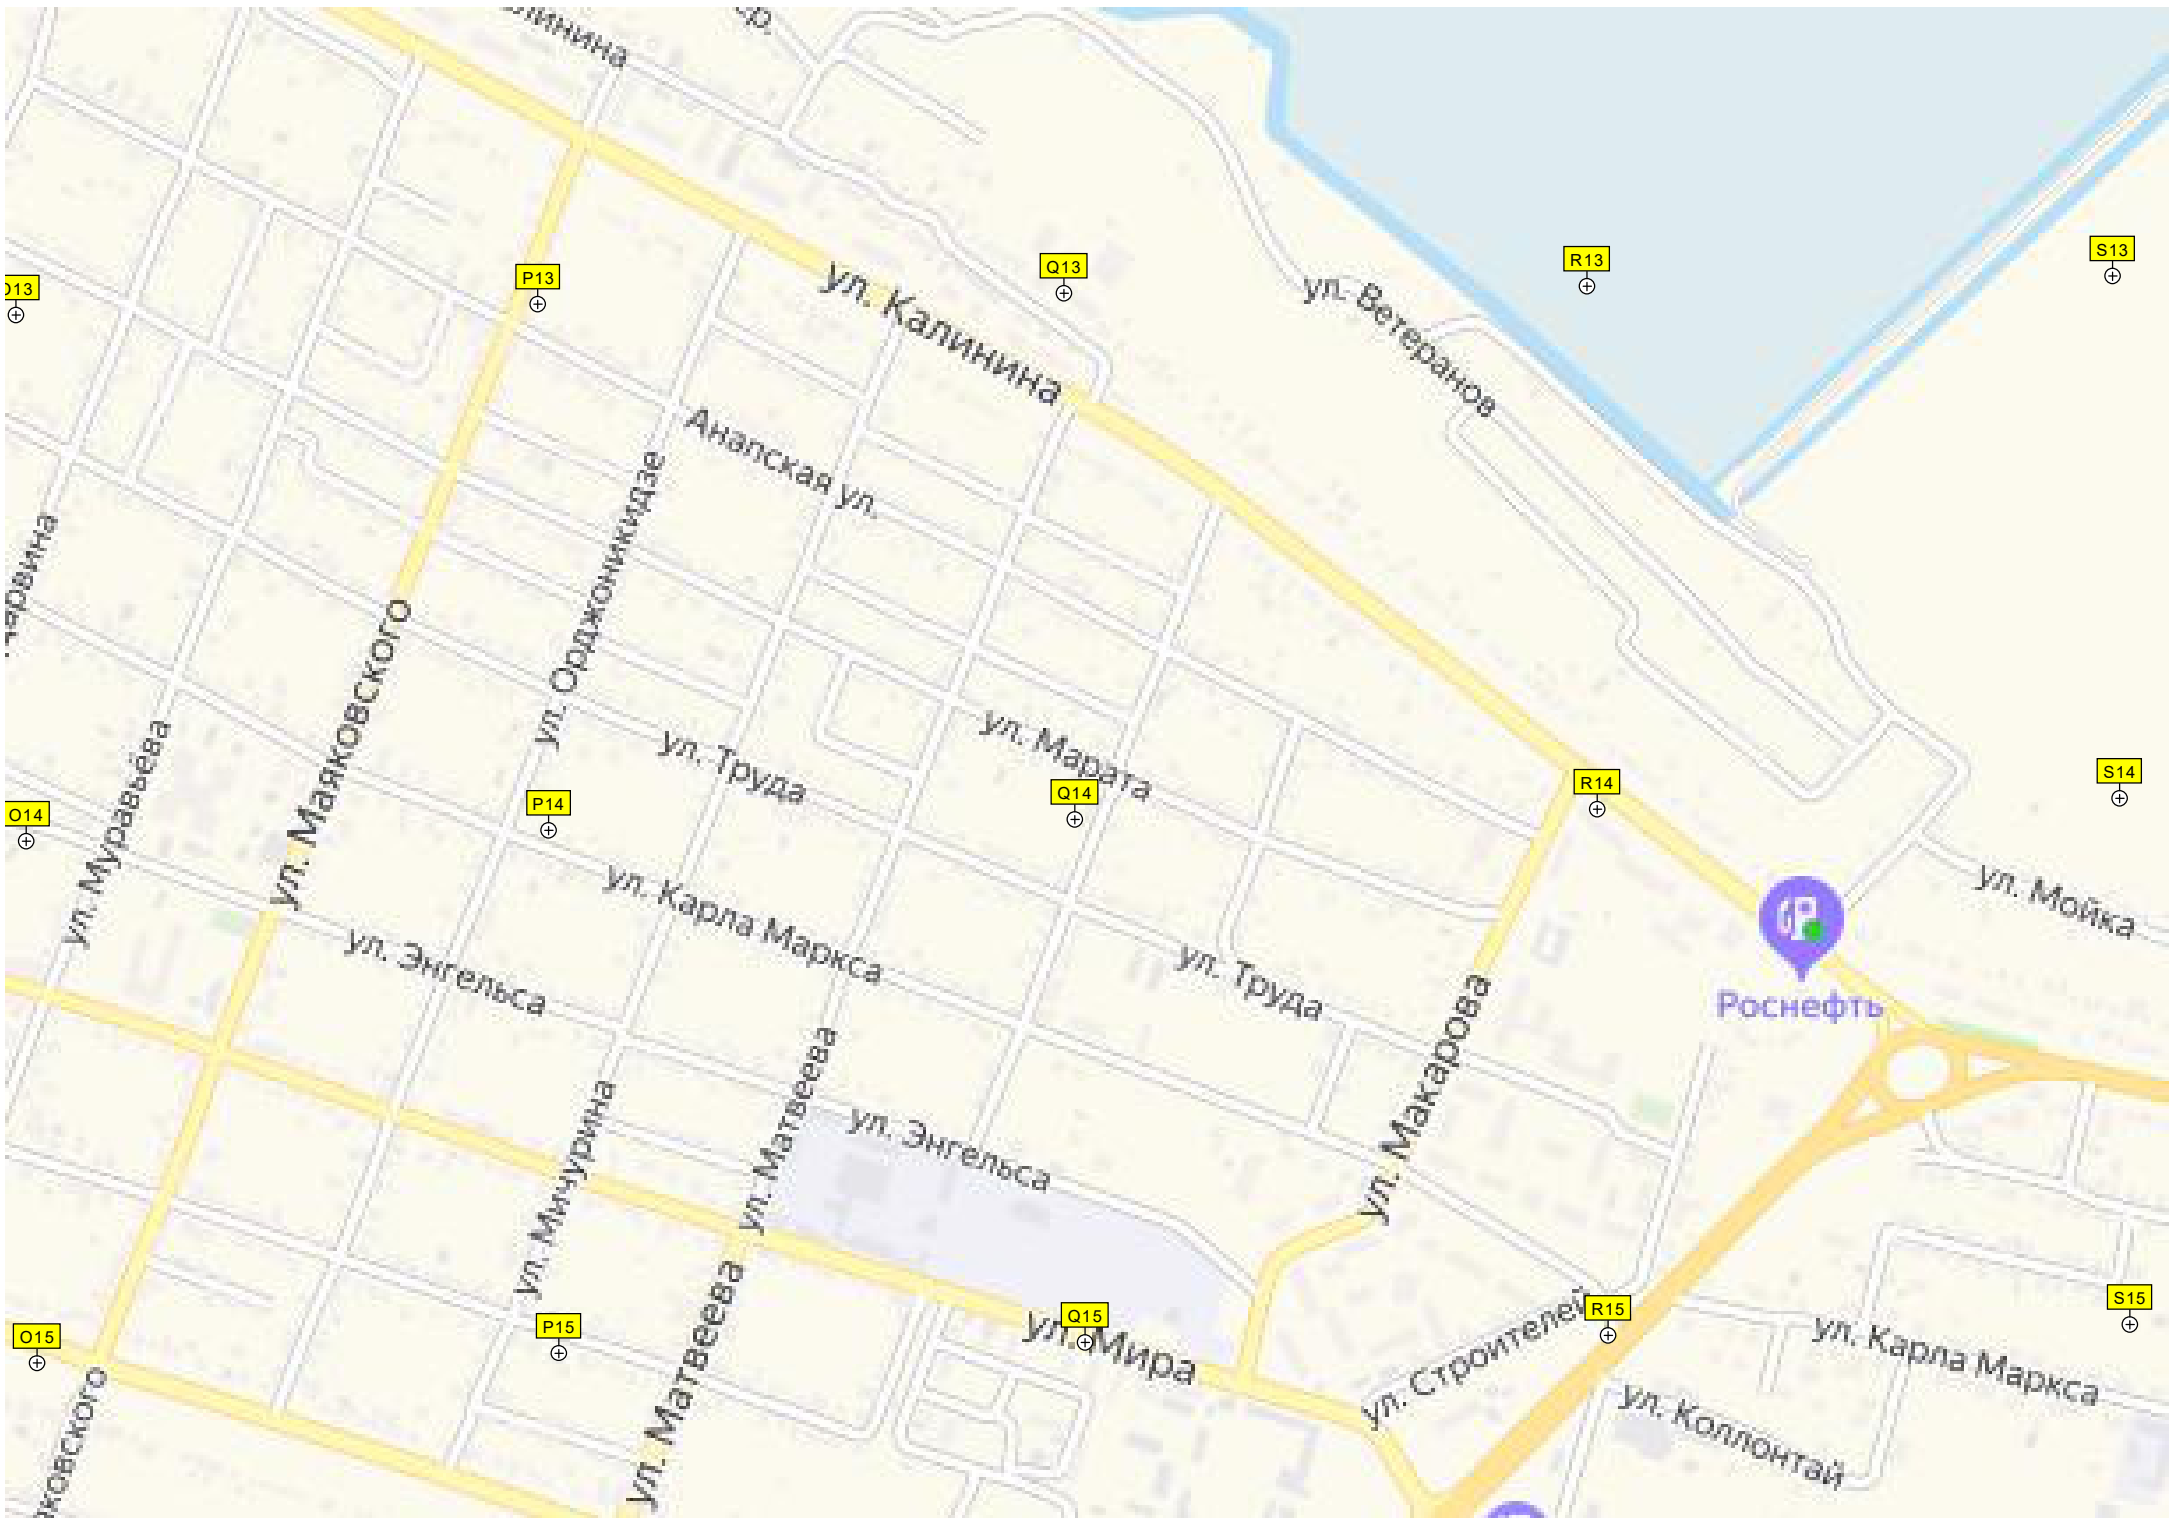 ул. Калинина
Q13
R13
S13
P13
ул. Ветеранов
Анапская ул.
ул. Орджоникидзе
ул. Маяковского
ул. Муравьёва
ул. Труда
ул. Марата
O14
P14
Q14
R14
S14
ул. Карла Маркса
ул. Мойка
ул. Энгельса
ул. Труда
ул. Макарова
Роснефть
ул. Матвеева
ул. Мичурина
ул. Энгельса
ул. Матвеева
ул. Мира
ул. Строителей
O15
P15
Q15
R15
S15
ул. Карла Маркса
ул. Коллонтай